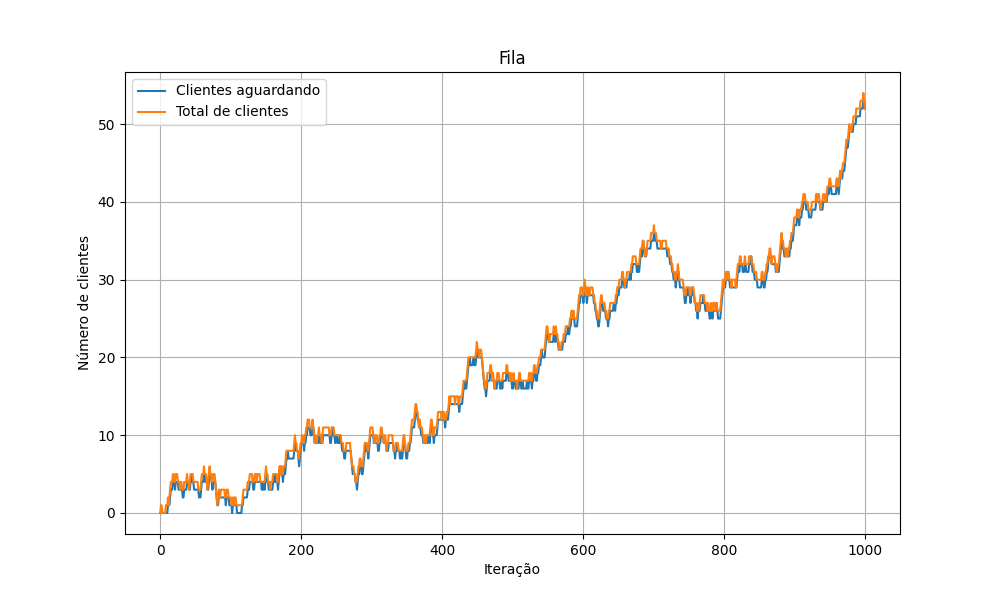 Fila
Clientes aguardando
Total de clientes
Número de clientes
50
40
30
20
10
0
0 200 400 600 800 1000
Iteração